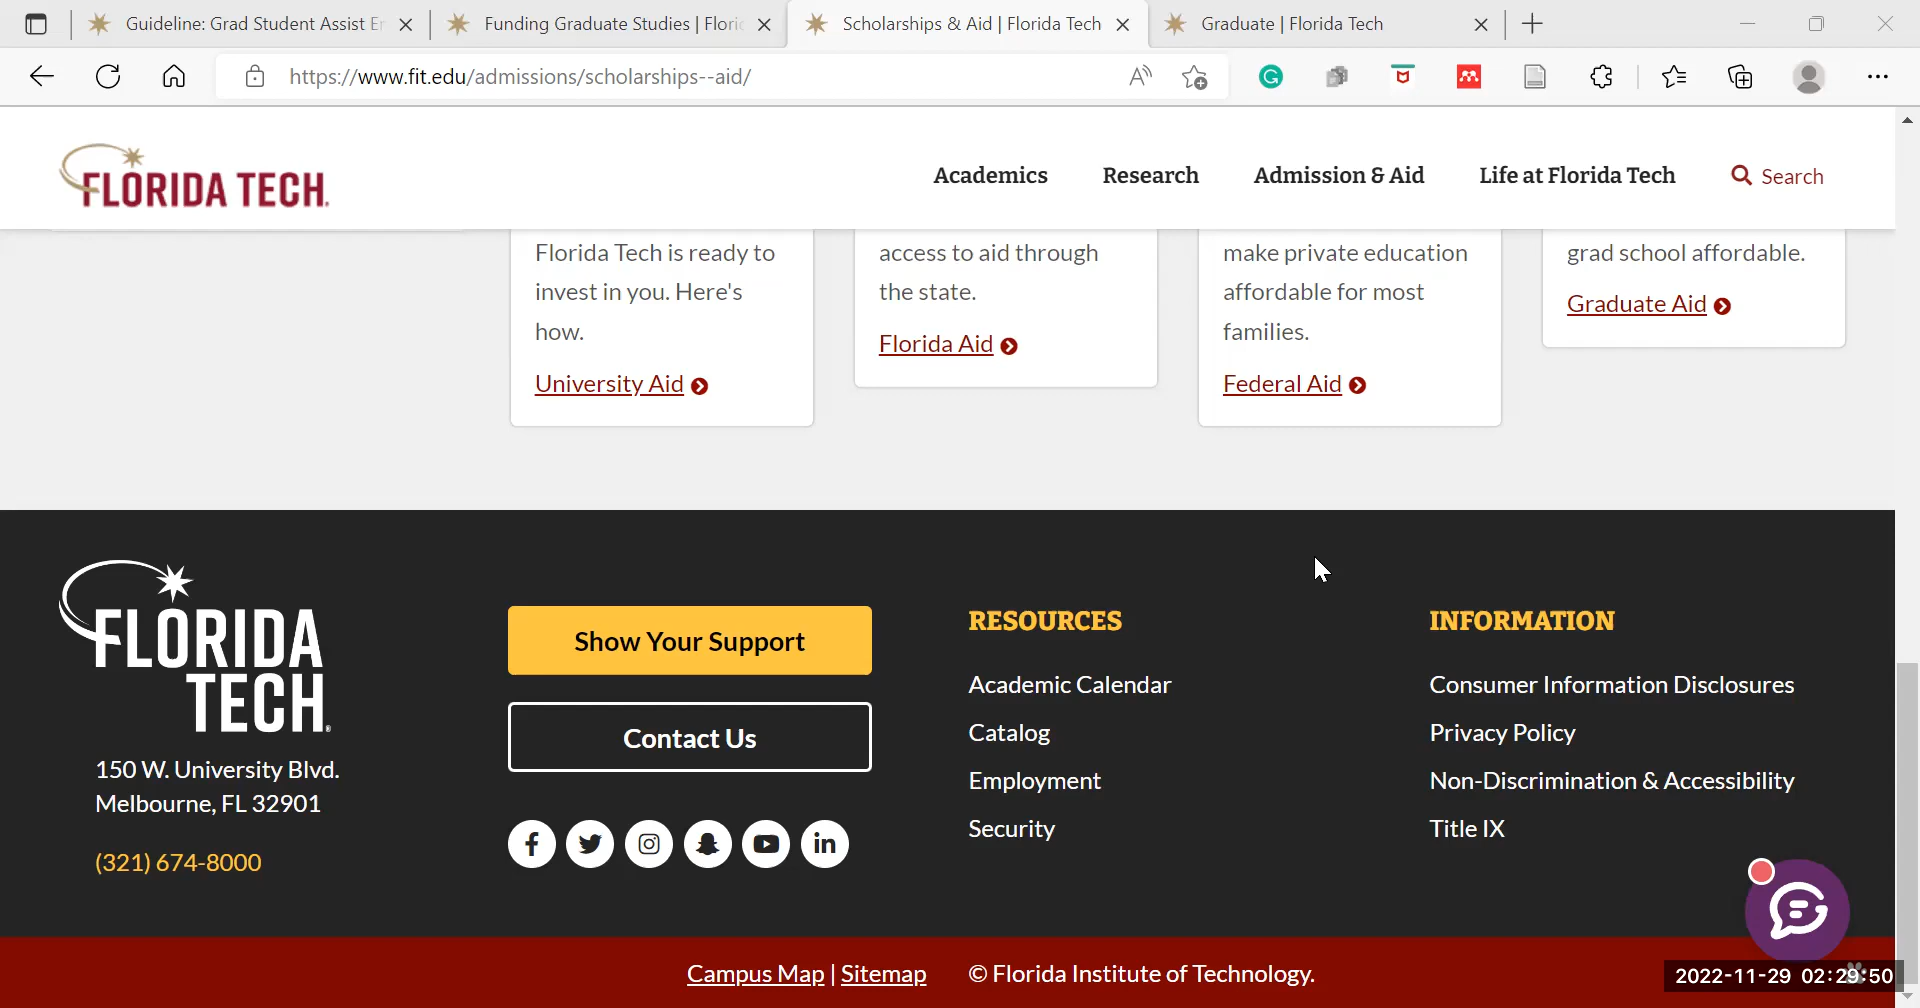 Guideline: Grad Student Assist E
Funding Graduate Studies | Flori
Scholarships & Aid | Florida Tech
Graduate | Florida Tech
https://www.fit.edu/admissions/scholarships--aid/
FLORIDA TECH
Academics
Research
Admission & Aid
Life at Florida Tech
Search
Florida Tech is ready to
invest in you. Here's
how.
University Aid
access to aid through
the state.
Florida Aid
make private education
affordable for most
families.
Federal Aid
grad school affordable.
Graduate Aid
FLORIDA
TECH
150 W. University Blvd.
Melbourne, FL 32901
(321) 674-8000
Show Your Support
Contact Us
RESOURCES
Academic Calendar
Catalog
Employment
Security
INFORMATION
Consumer Information Disclosures
Privacy Policy
Non-Discrimination & Accessibility
Title IX
Campus Map | Sitemap
© Florida Institute of Technology.
2022-11-29 02:29:50